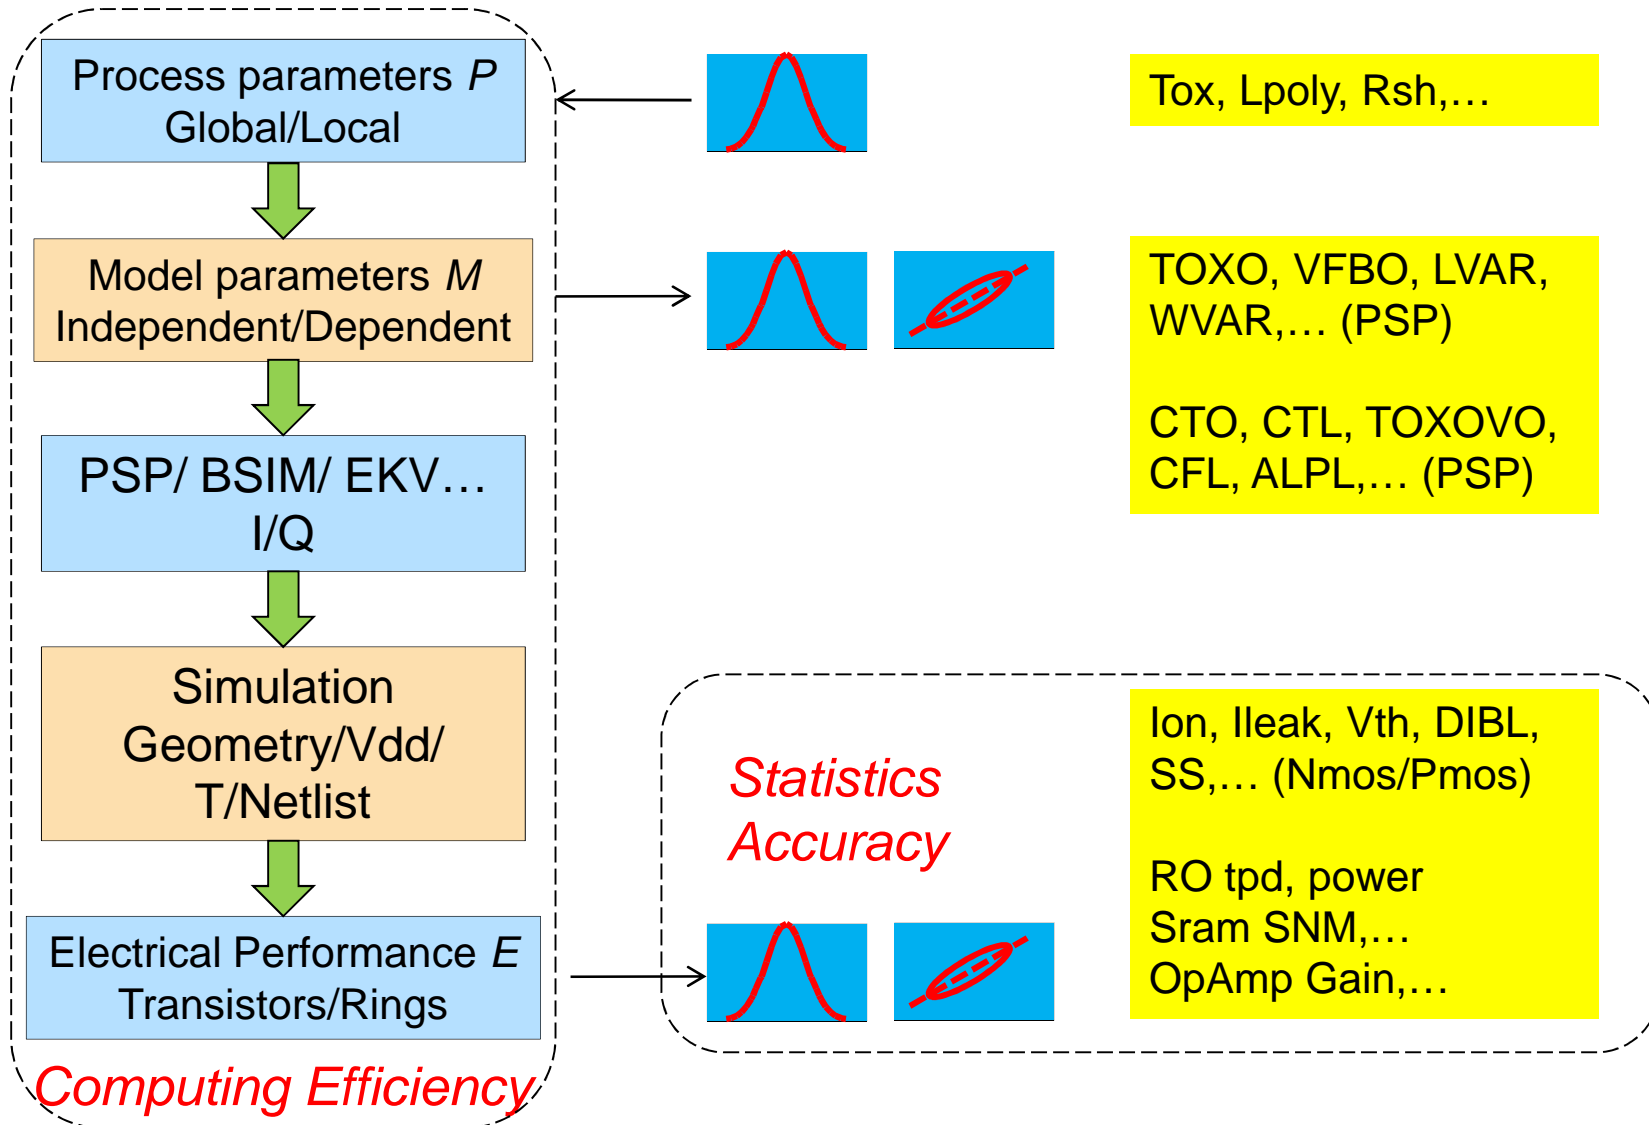 Process parameters P
Global/Local
Tox, Lpoly, Rsh,…
Model parameters M
Independent/Dependent
TOXO, VFBO, LVAR,
WVAR,… (PSP)
CTO, CTL, TOXOVO,
CFL, ALPL,… (PSP)
PSP/ BSIM/ EKV…
I/Q
Simulation
Geometry/Vdd/
T/Netlist
Statistics
Accuracy
Ion, Ileak, Vth, DIBL,
SS,… (Nmos/Pmos)
RO tpd, power
Sram SNM,…
OpAmp Gain,…
Electrical Performance E
Transistors/Rings
Computing Efficiency